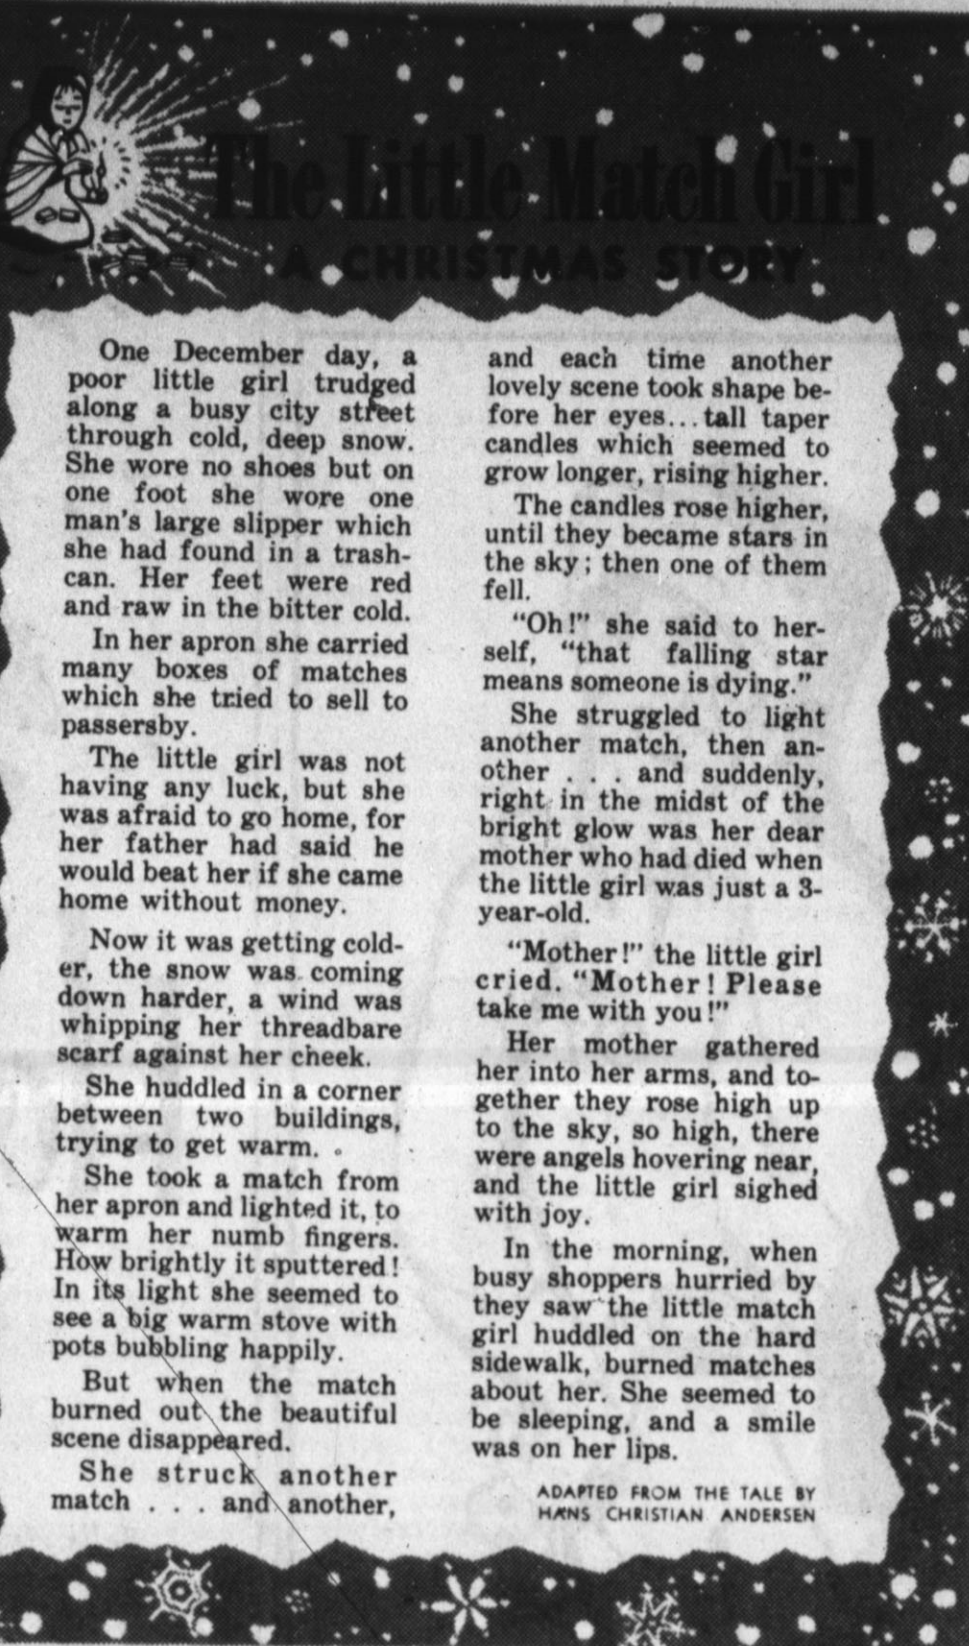 The Little Match Girl
A CHRISTMAS STORY
One December day, a
poor little girl trudged
along a busy city street
through cold, deep snow.
She wore no shoes but on
one foot she wore one
man's large slipper which
she had found in a trash-
can. Her feet were red
and raw in the bitter cold.
In her apron she carried
many boxes of matches
which she tried to sell to
passersby.
The little girl was not
having any luck, but she
was afraid to go home, for
her father had said he
would beat her if she came
home without money.
Now it was getting cold-
er, the snow was coming
down harder, a wind was
whipping her threadbare
scarf against her cheek.
She huddled in a corner
between two buildings,
trying to get warm.
She took a match from
her apron and lighted it, to
warm her numb fingers.
How brightly it sputtered!
In its light she seemed to
see a big warm stove with
pots bubbling happily.
But when the match
burned out the beautiful
scene disappeared.
She struck another
match . . . and another,
and each time another
lovely scene took shape be-
fore her eyes...tall taper
candles which seemed to
grow longer, rising higher.
The candles rose higher,
until they became stars in
the sky; then one of them
fell.
"Oh!" she said to her-
self, "that falling star
means someone is dying."
She struggled to light
another match, then an-
other . . . and suddenly,
right in the midst of the
bright glow was her dear
mother who had died when
the little girl was just a 3-
year-old.
"Mother!" the little girl
cried. "Mother! Please
take me with you!"
Her mother gathered
her into her arms, and to-
gether they rose high up
to the sky, so high, there
were angels hovering near,
and the little girl sighed
with joy.
In the morning, when
busy shoppers hurried by
they saw the little match
girl huddled on the hard
sidewalk, burned matches
about her. She seemed to
be sleeping, and a smile
was on her lips.
ADAPTED FROM THE TALE BY
HANS CHRISTIAN ANDERSEN